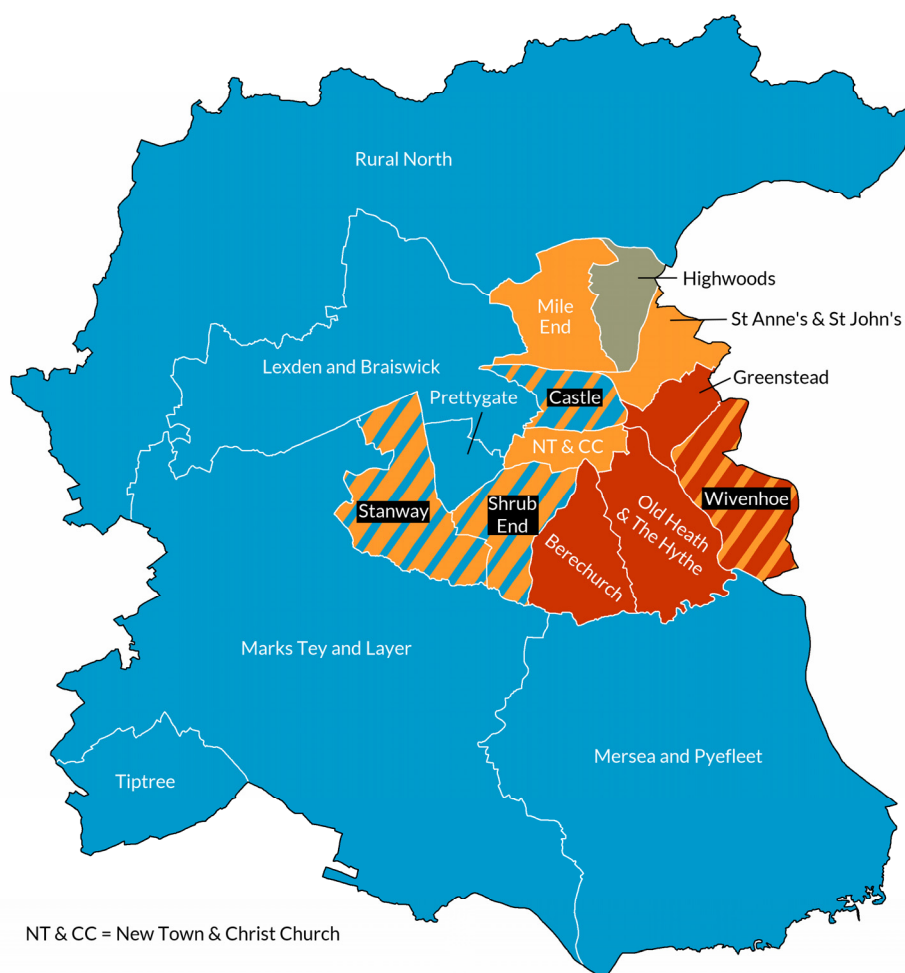 Rural North
Highwoods
Mile
End
St Anne's & St John's
Lexden and Braiswick
Greenstead
Prettygate
Castle
NT & CC
Stanway
Shrub
End
Wivenhoe
Old Heath
& The Hythe
Berechurch
Marks Tey and Layer
Mersea and Pyefleet
Tiptree
NT & CC = New Town & Christ Church